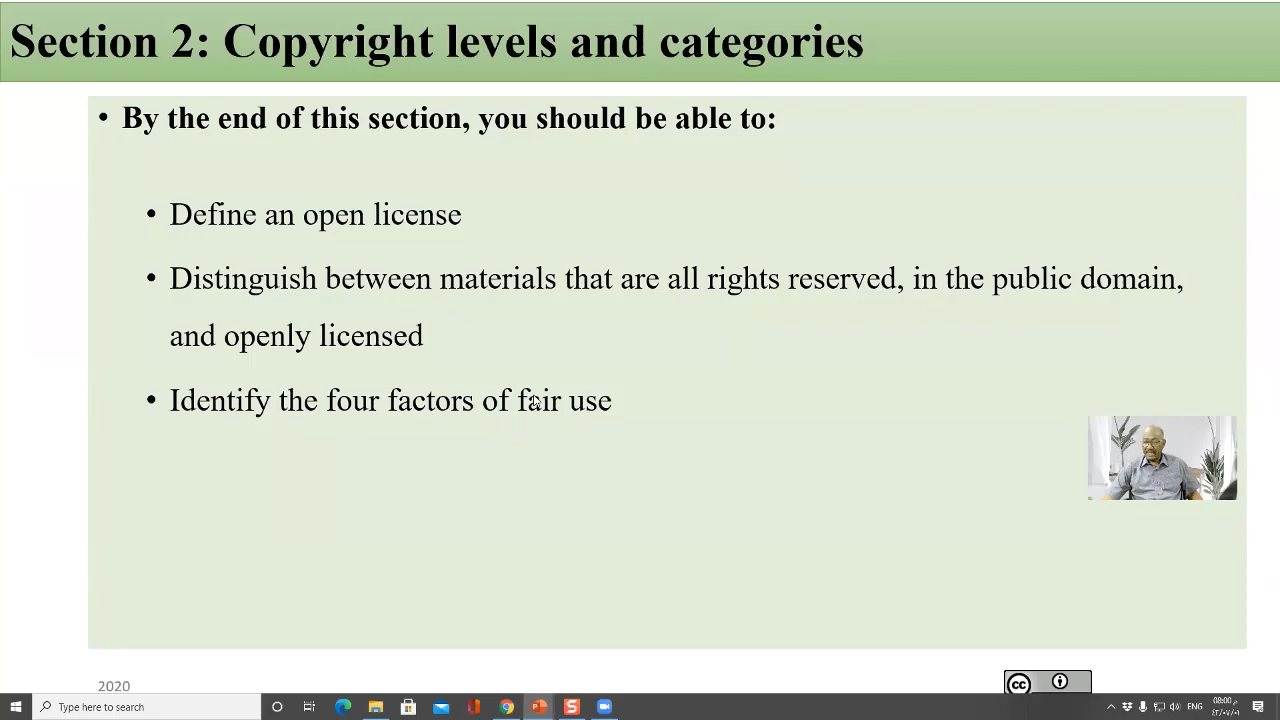 Section 2: Copyright levels and categories
• By the end of this section, you should be able to:
• Define an open license
• Distinguish between materials that are all rights reserved, in the public domain,
and openly licensed
• Identify the four factors of fair use
2020
cc
Type here to search
ENG